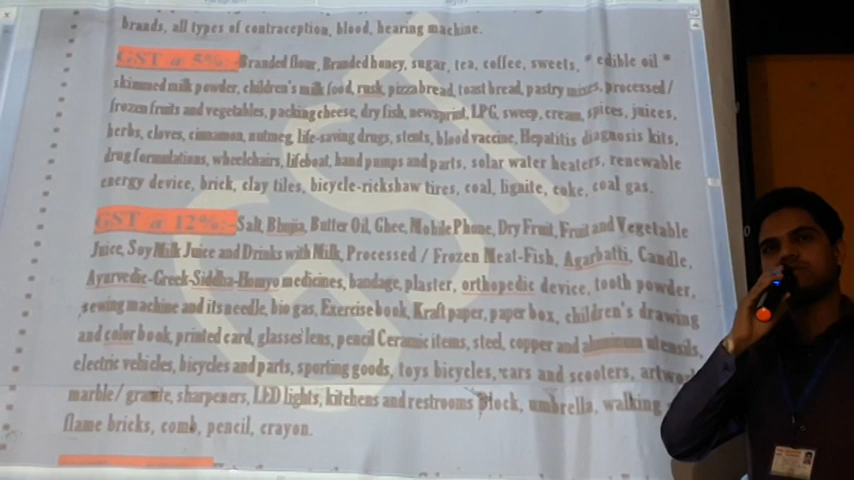 brands, all types of contraception, blood, hearing machine.
GST @ 5%:- Branded flour, Branded honey, sugar, tea, coffee, sweets, * edible oil *
skimmed milk powder, children's milk food, rusk, pizza bread, toast bread, pastry mixes, processed /
frozen fruits and vegetables, packing cheese, dry fish, newsprint, LPG, sweep, cream, spices, juices,
herbs, cloves, cinnamon, nutmeg, life-saving drugs, stents, blood vaccine, Hepatitis diagnosis kits,
drug formulations, wheelchairs, lifeboat, hand pumps and parts, solar water heaters, renewable
energy device, brick, clay tiles, bicycle-rickshaw tires, coal, lignite, coke, coal gas.
GST @ 12%:- Salt, Bhujia, Butter Oil, Ghee, Mobile Phone, Dry Fruit, Fruit and Vegetable
Juice, Soy Milk Juice and Drinks with Milk, Processed / Frozen Meat-Fish, Agarbatti, Candle,
Ayurvedic-Greek-Siddha-Homyo medicines, bandage, plaster, orthopedic device, tooth powder,
sewing machine and its needle, bio gas, Exercise book, Kraft paper, paper box, children's drawing
and color book, printed card, glasses lens, pencil Ceramic items, steel, copper and aluminum utensils,
electric vehicles, bicycles and parts, sporting goods, toys bicycles, cars and scooters,
marble / granite, sharpeners, LED lights, kitchens and restrooms block, umbrella, walking
flame bricks, comb, pencil, crayon.
GST